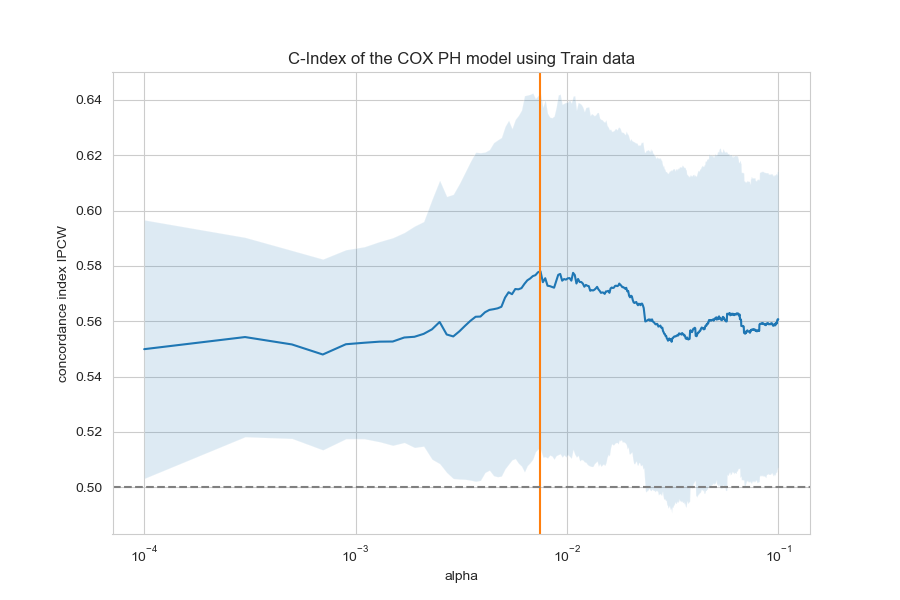 C-Index of the COX PH model using Train data
concordance index IPCW
0.64
0.62
0.60
0.58
0.56
0.54
0.52
0.50
10⁻⁴ 10⁻³ 10⁻² 10⁻¹
alpha